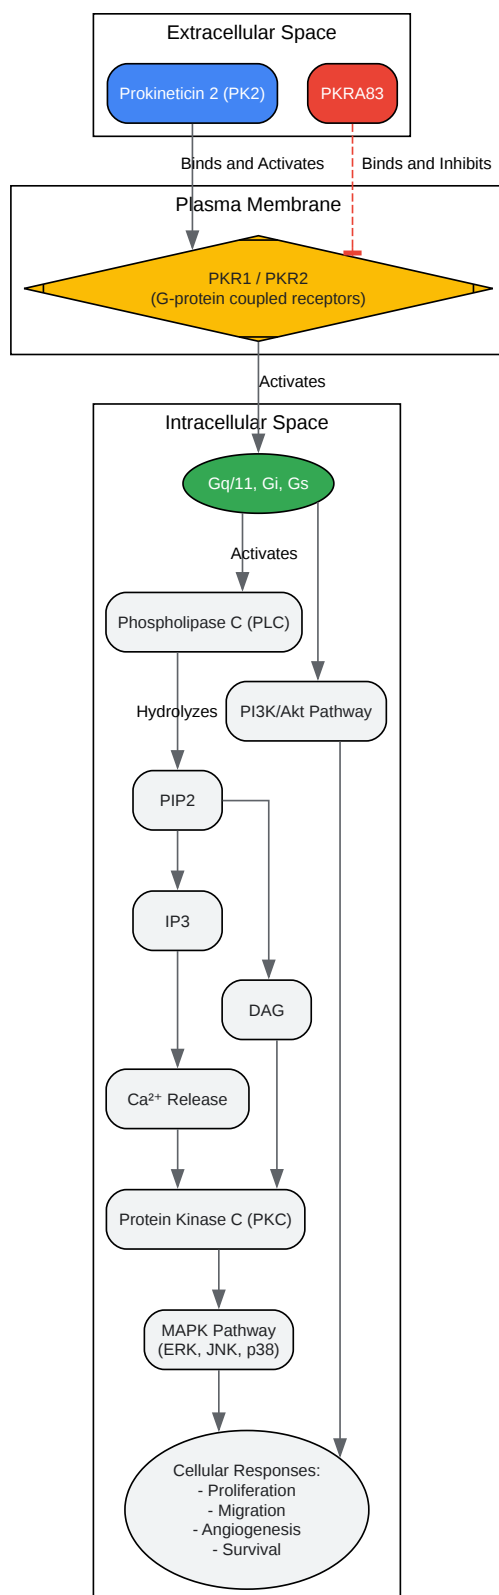 Extracellular Space
Prokineticin 2 (PK2)
PKRA83
Binds and Activates
Binds and Inhibits
Plasma Membrane
PKR1 / PKR2
(G-protein coupled receptors)
Activates
Intracellular Space
Gq/11, Gi, Gs
Activates
Phospholipase C (PLC)
PI3K/Akt Pathway
Hydrolyzes
PIP2
IP3
DAG
Ca²⁺ Release
Protein Kinase C (PKC)
MAPK Pathway
(ERK, JNK, p38)
Cellular Responses:
- Proliferation
- Migration
- Angiogenesis
- Survival